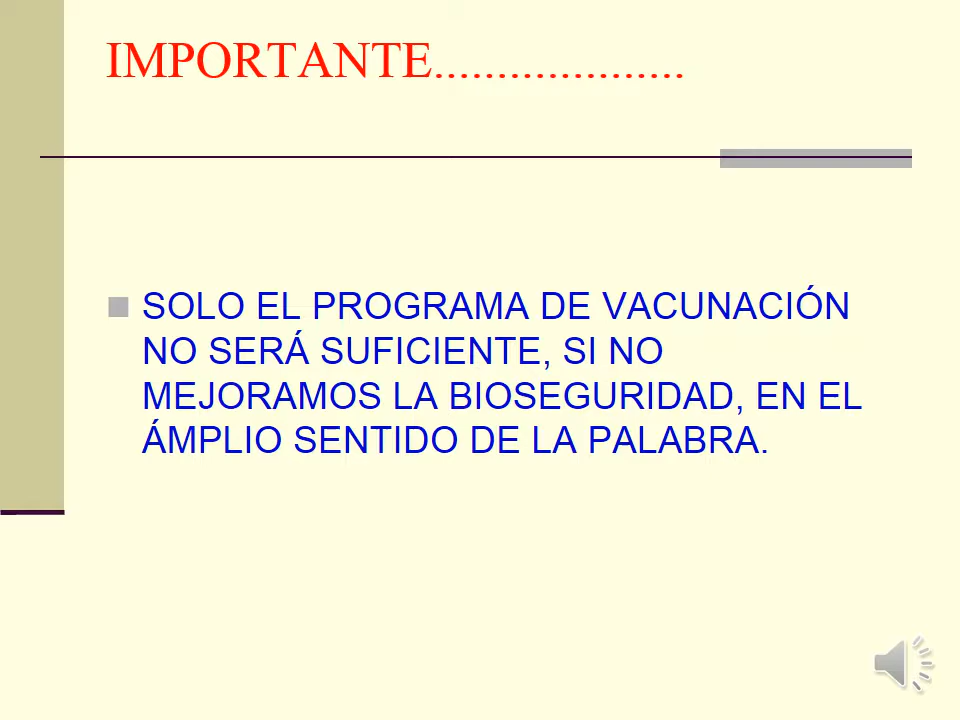 IMPORTANTE....................
SOLO EL PROGRAMA DE VACUNACIÓN
NO SERÁ SUFICIENTE, SI NO
MEJORAMOS LA BIOSEGURIDAD, EN EL
ÁMPLIO SENTIDO DE LA PALABRA.